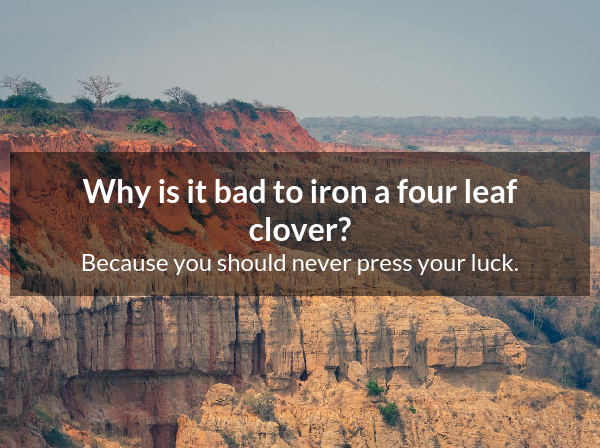 Why is it bad to iron a four leaf
clover?
Because you should never press your luck.